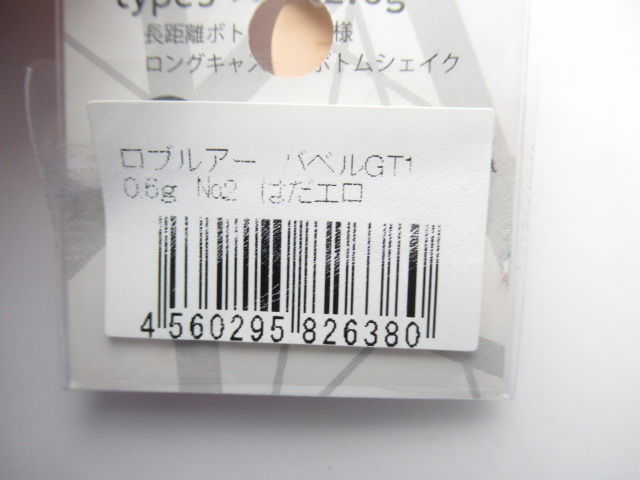 長距離ボト 様
ロングキャス ボトムシェイク
ロブルアー バベルGT1
0.6g No.2 はだエロ
4 560295 826380